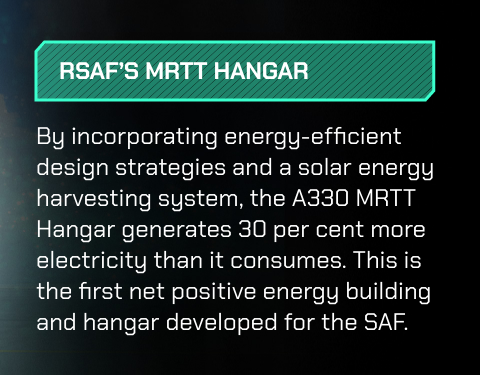 RSAF'S MRTT HANGAR
By incorporating energy-efficient
design strategies and a solar energy
harvesting system, the A330 MRTT
Hangar generates 30 per cent more
electricity than it consumes. This is
the first net positive energy building
and hangar developed for the SAF.